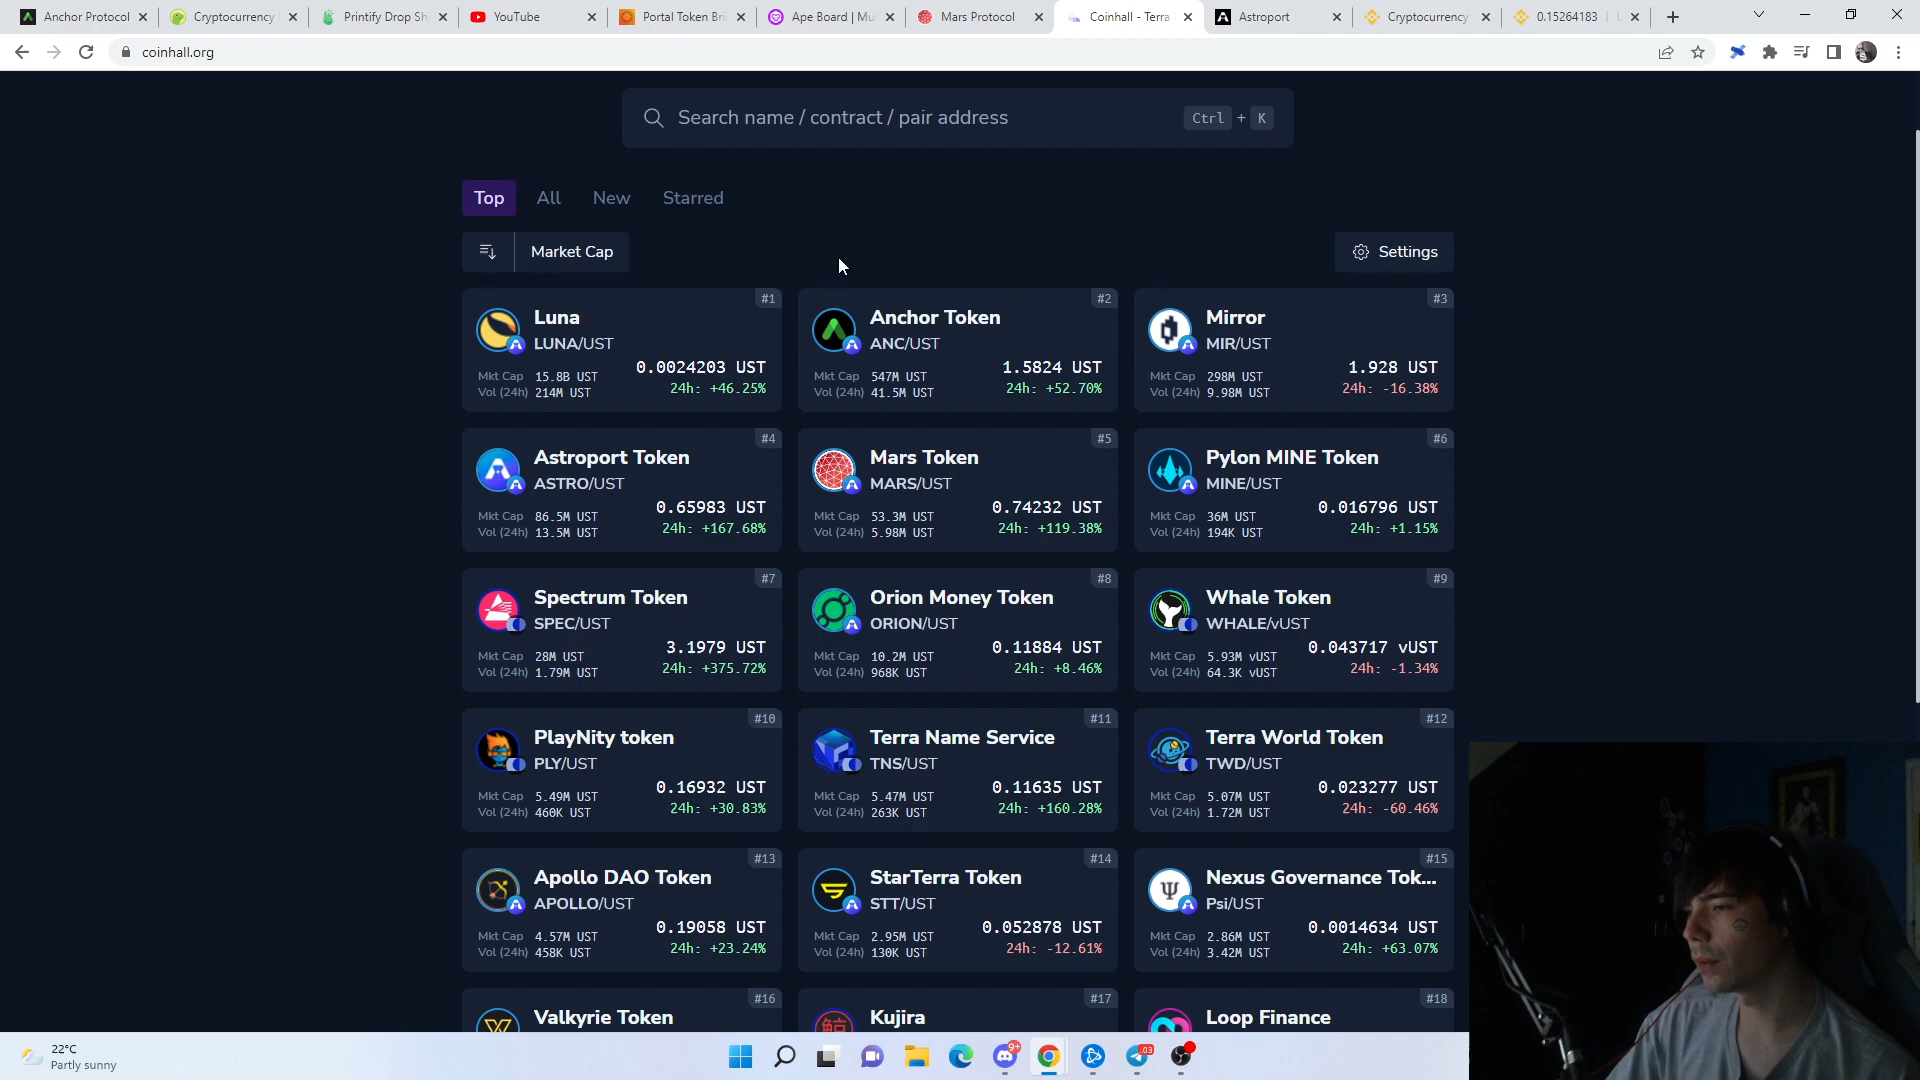 Anchor Protocol
Cryptocurrency
Printify Drop Sh
YouTube
Portal Token Bri
Ape Board | Mu
Mars Protocol
Coinhall - Terra
Astroport
Cryptocurrency
0.15264183 |
coinhall.org
Search name / contract / pair address
Ctrl + K
Top All New Starred
Market Cap
Settings
#1
Luna
LUNA/UST
0.0024203 UST
Mkt Cap 15.8B UST
24h: +46.25%
Vol (24h) 214M UST
#2
Anchor Token
ANC/UST
1.5824 UST
Mkt Cap 547M UST
24h: +52.70%
Vol (24h) 41.5M UST
#3
Mirror
MIR/UST
1.928 UST
Mkt Cap 298M UST
24h: -16.38%
Vol (24h) 9.98M UST
#4
Astroport Token
ASTRO/UST
0.65983 UST
Mkt Cap 86.5M UST
24h: +167.68%
Vol (24h) 13.5M UST
#5
Mars Token
MARS/UST
0.74232 UST
Mkt Cap 53.3M UST
24h: +119.38%
Vol (24h) 5.98M UST
#6
Pylon MINE Token
MINE/UST
0.016796 UST
Mkt Cap 36M UST
24h: +1.15%
Vol (24h) 194K UST
#7
Spectrum Token
SPEC/UST
3.1979 UST
Mkt Cap 28M UST
24h: +375.72%
Vol (24h) 1.79M UST
#8
Orion Money Token
ORION/UST
0.11884 UST
Mkt Cap 10.2M UST
24h: +8.46%
Vol (24h) 968K UST
#9
Whale Token
WHALE/vUST
0.043717 vUST
Mkt Cap 5.93M vUST
24h: -1.34%
Vol (24h) 64.3K vUST
#10
PlayNity token
PLY/UST
0.16932 UST
Mkt Cap 5.49M UST
24h: +30.83%
Vol (24h) 460K UST
#11
Terra Name Service
TNS/UST
0.11635 UST
Mkt Cap 5.47M UST
24h: +160.28%
Vol (24h) 263K UST
#12
Terra World Token
TWD/UST
0.023277 UST
Mkt Cap 5.07M UST
24h: -60.46%
Vol (24h) 1.72M UST
#13
Apollo DAO Token
APOLLO/UST
0.19058 UST
Mkt Cap 4.57M UST
24h: +23.24%
Vol (24h) 458K UST
#14
StarTerra Token
STT/UST
0.052878 UST
Mkt Cap 2.95M UST
24h: -12.61%
Vol (24h) 130K UST
#15
Nexus Governance Tok...
Psi/UST
0.0014634 UST
Mkt Cap 2.86M UST
24h: +63.07%
Vol (24h) 3.42M UST
#16
Valkyrie Token
#17
Kujira
#18
Loop Finance
22°C
Partly sunny
9+
.03